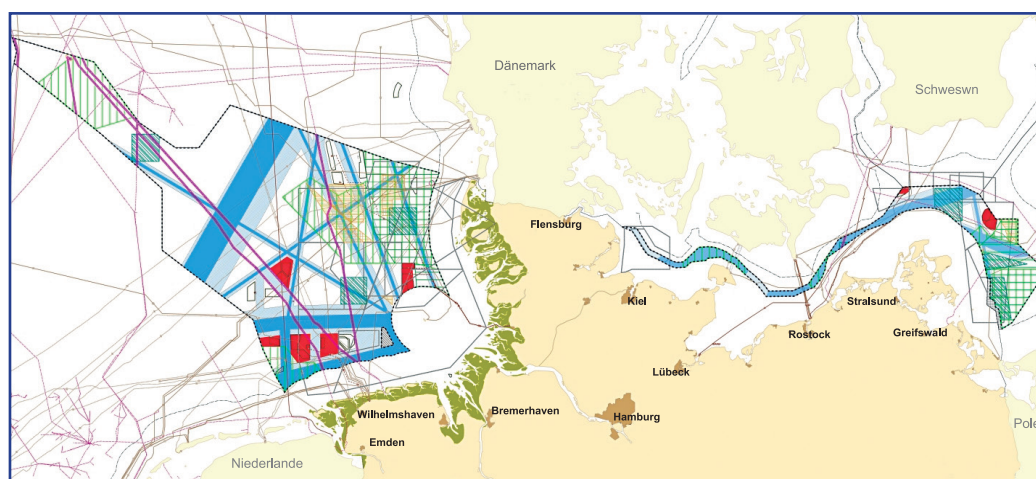 Dänemark
Schweswn
Flensburg
Kiel
Stralsund
Rostock
Greifswald
Lübeck
Wilhelmshaven
Bremerhaven
Hamburg
Emden
Niederlande
Pole